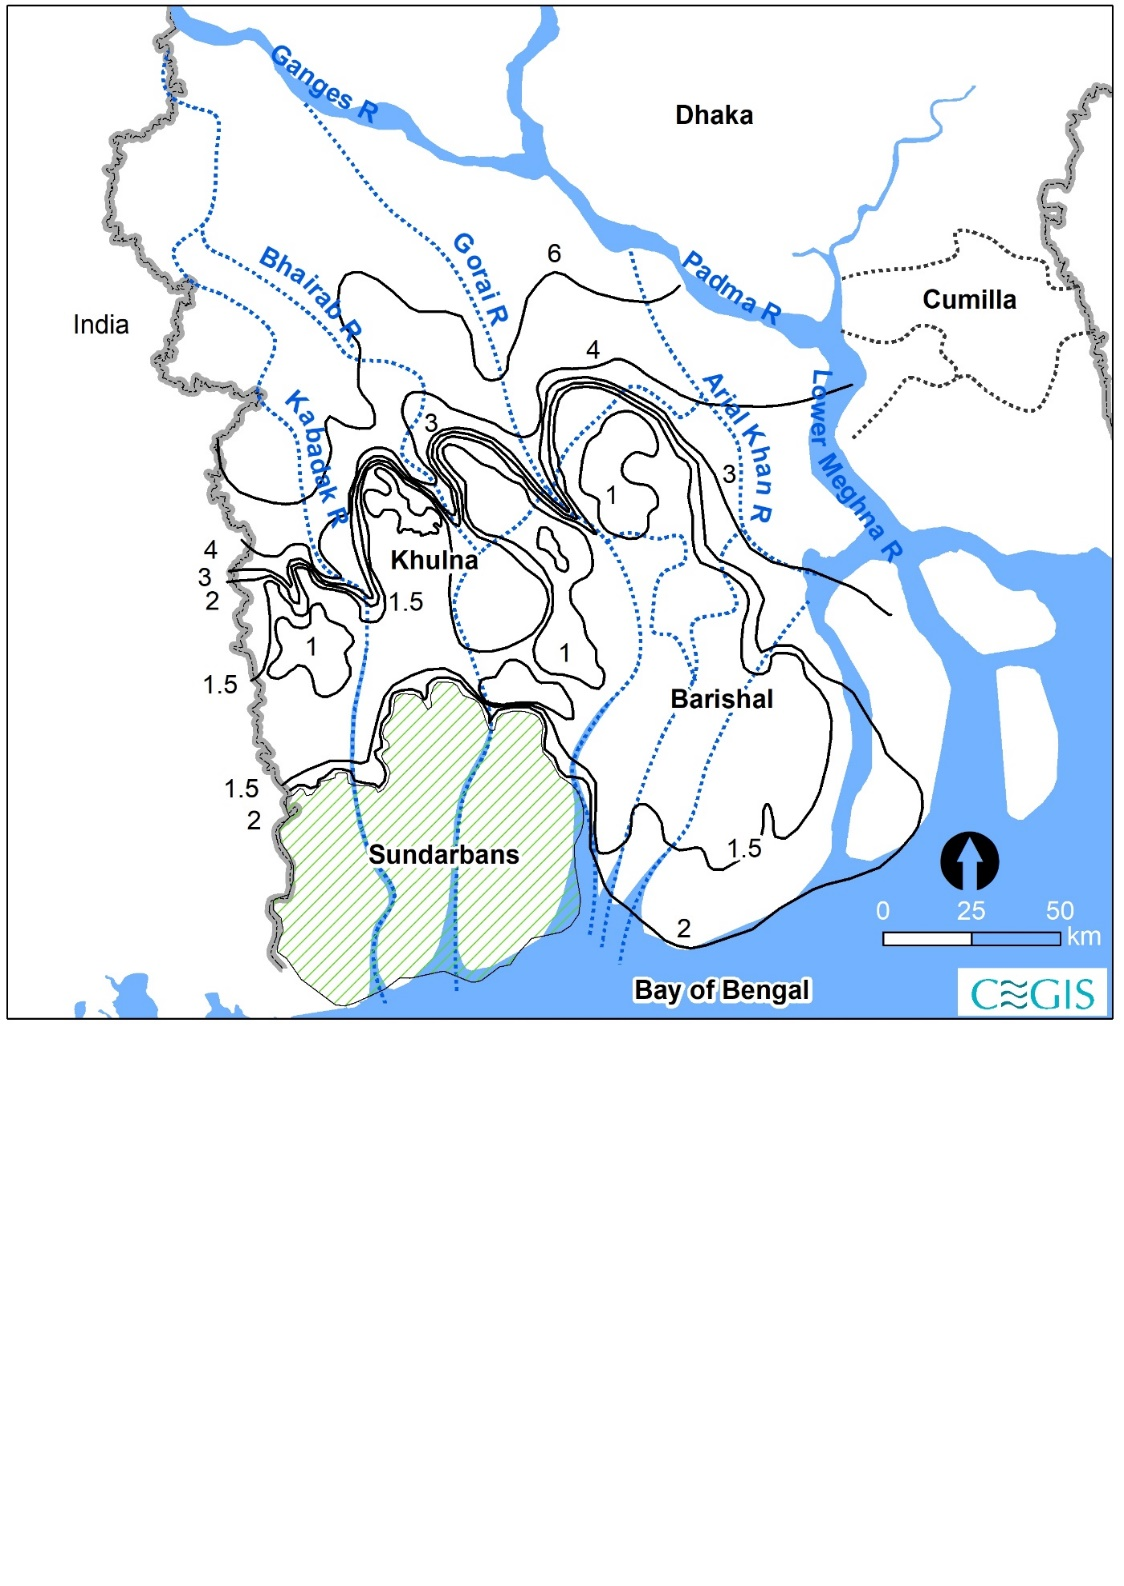 Ganges R
Dhaka
Gorai R
6
Bhairab R
Padma R
Cumilla
India
4
Arial Khan R
Lower Meghna R
Kabadak R
3
3
1
4
3
2
Khulna
1.5
1
1
1.5
Barishal
1.5
2
Sundarbans
1.5
2
0 25 50
km
Bay of Bengal
CEGIS